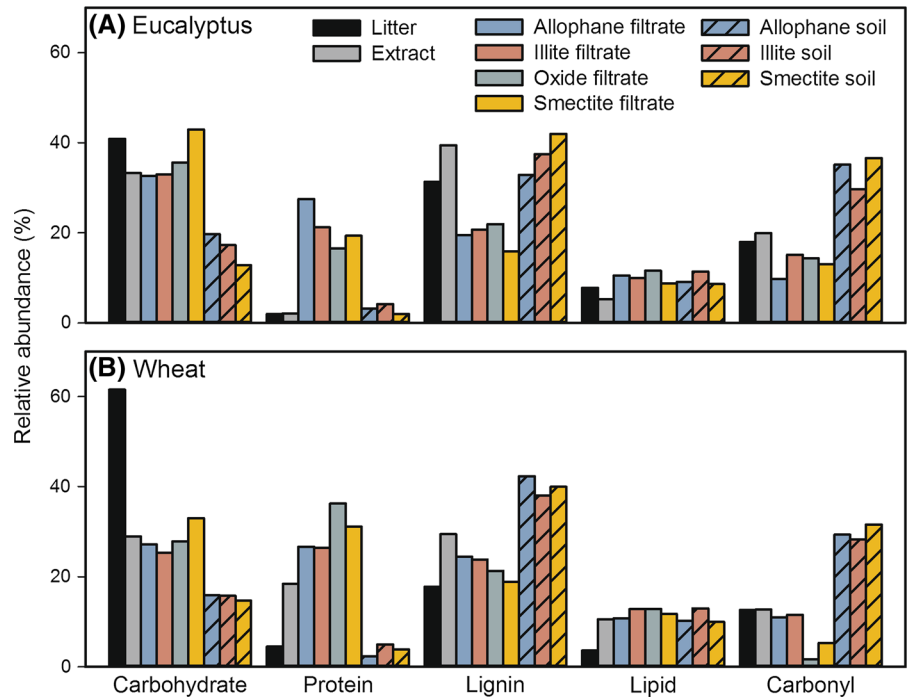 (A) Eucalyptus
Litter
Extract
Allophane filtrate
Illite filtrate
Oxide filtrate
Smectite filtrate
Allophane soil
Illite soil
Smectite soil
60
40
20
0
Relative abundance (%)
(B) Wheat
60
40
20
0
Carbohydrate Protein Lignin Lipid Carbonyl